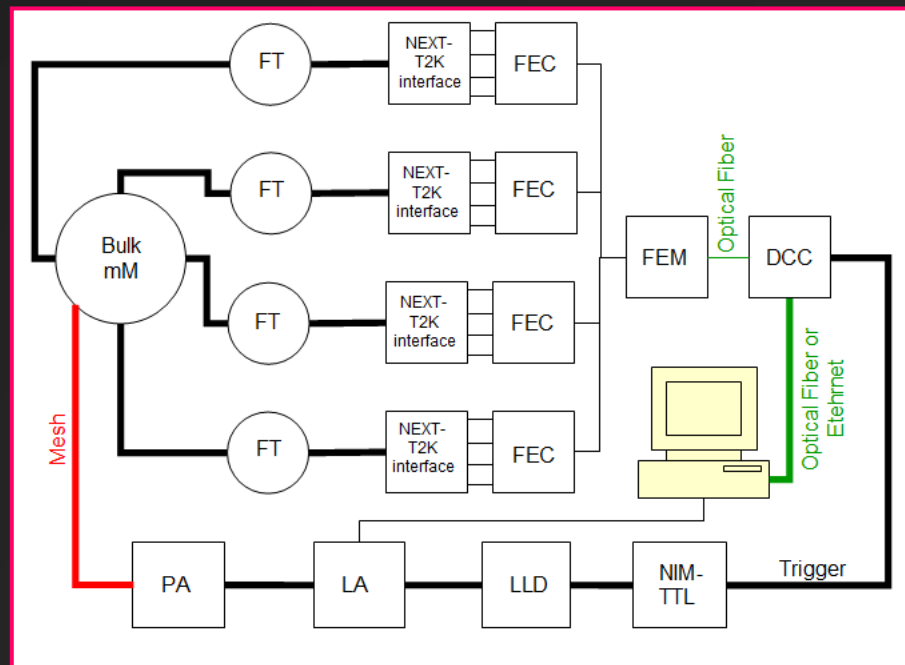 FT
NEXT-
T2K
interface
FEC
FT
NEXT-
T2K
interface
FEC
Bulk
mM
FT
NEXT-
T2K
interface
FEC
FT
NEXT-
T2K
interface
FEC
FEM
Optical Fiber
DCC
Optical Fiber or
Etehrnet
Mesh
PA
LA
LLD
NIM-
TTL
Trigger